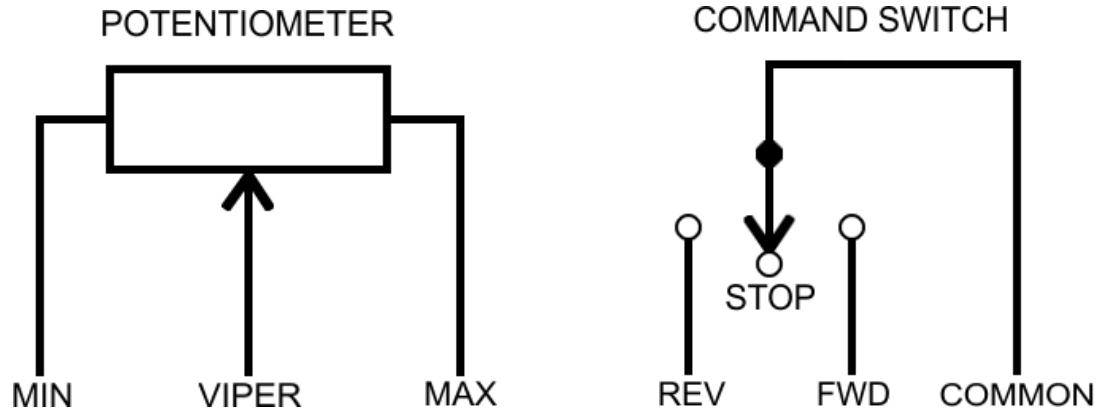 POTENTIOMETER
MIN
VIPER
MAX
COMMAND SWITCH
STOP
REV
FWD
COMMON